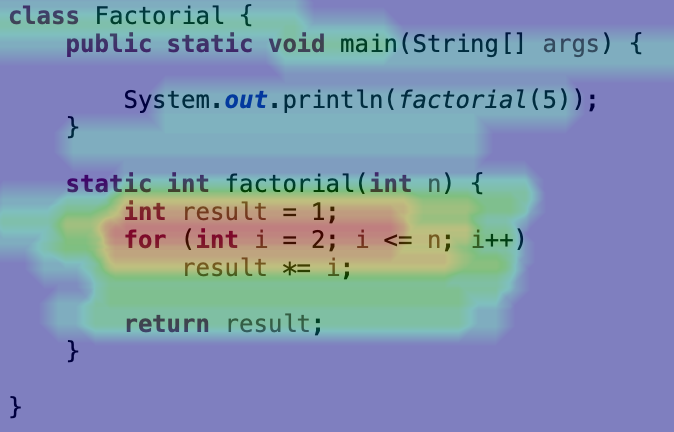 class Factorial {
    public static void main(String[] args) {
        System.out.println(factorial(5));
    }
    static int factorial(int n) {
        int result = 1;
        for (int i = 2; i <= n; i++)
            result *= i;
        return result;
    }
}